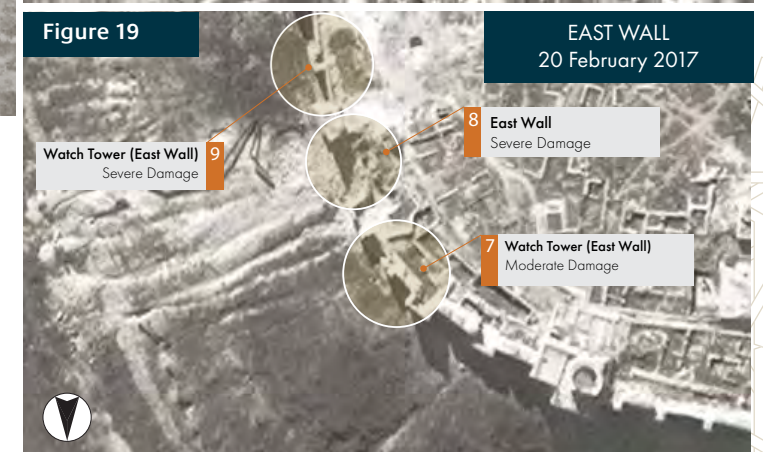 Figure 19
EAST WALL
20 February 2017
8
East Wall
Severe Damage
Watch Tower (East Wall)
Severe Damage
9
7
Watch Tower (East Wall)
Moderate Damage